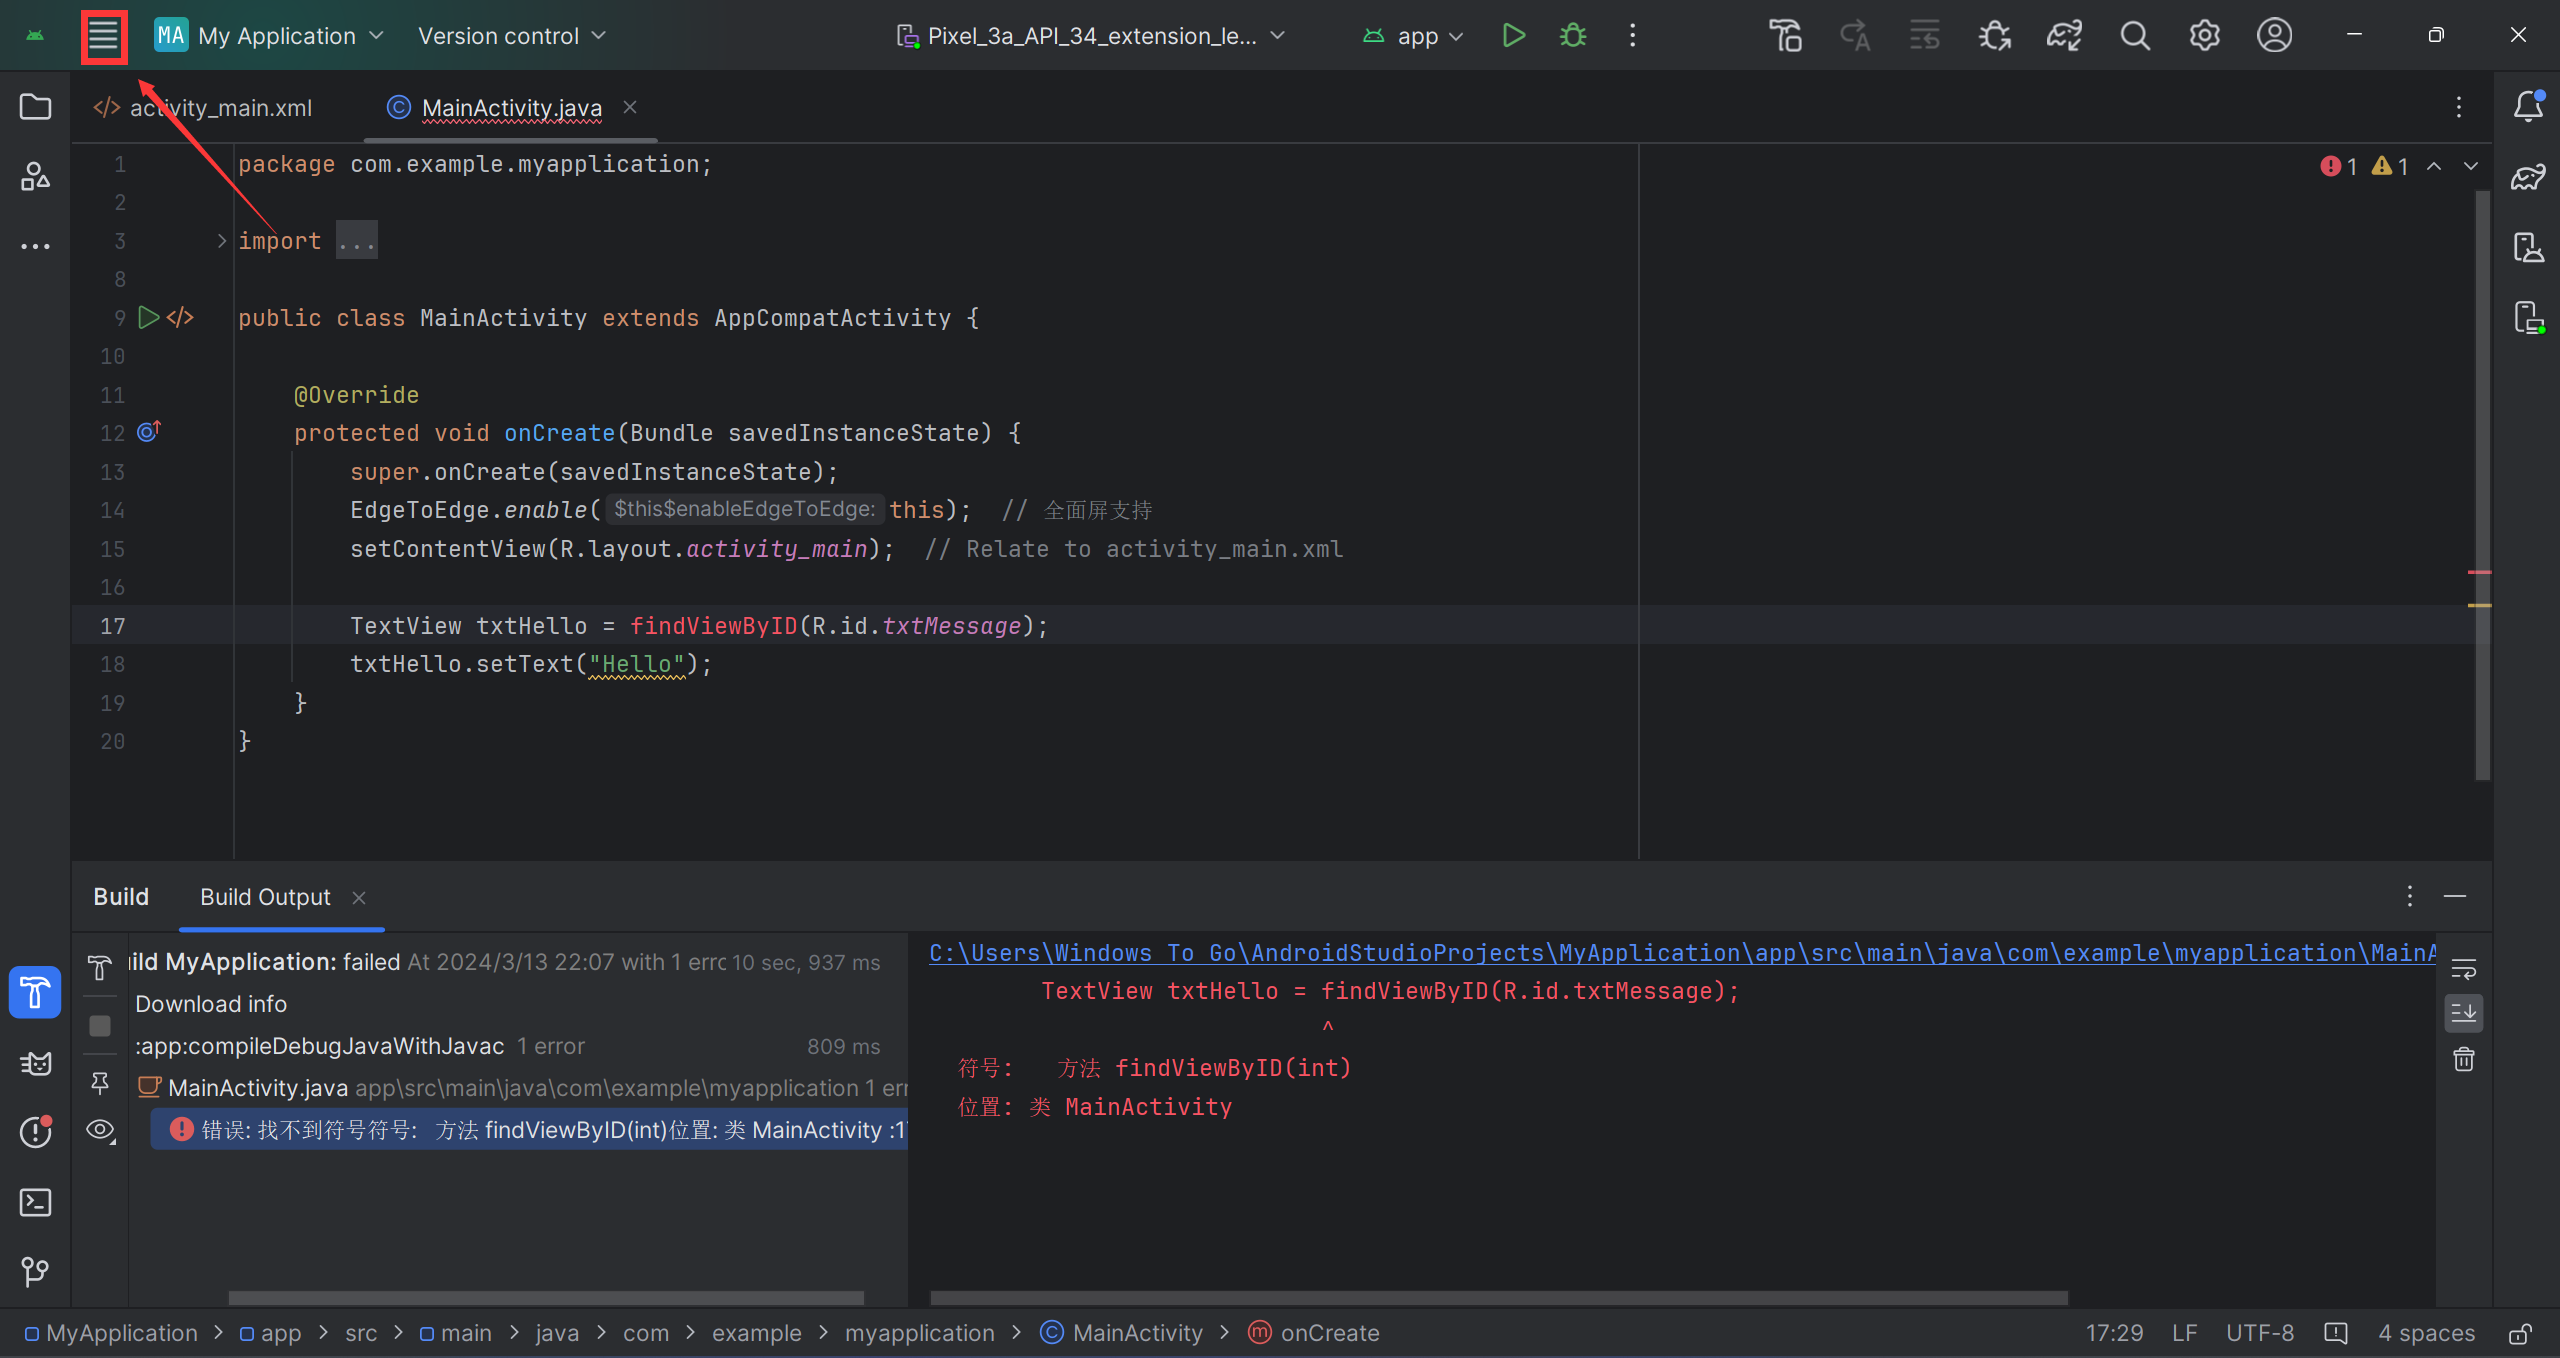 MA My Application Version control Pixel_3a_API_34_extension_le... app
activity_main.xml MainActivity.java
1 package com.example.myapplication; 1 1
2
3 import ...
8
9 public class MainActivity extends AppCompatActivity {
10
11 @Override
12 protected void onCreate(Bundle savedInstanceState) {
13 super.onCreate(savedInstanceState);
14 EdgeToEdge.enable( $this$enableEdgeToEdge: this); // 全面屏支持
15 setContentView(R.layout.activity_main); // Relate to activity_main.xml
16
17 TextView txtHello = findViewByID(R.id.txtMessage);
18 txtHello.setText("Hello");
19 }
20 }
Build Build Output
ild MyApplication: failed At 2024/3/13 22:07 with 1 errc 10 sec, 937 ms
Download info
:app:compileDebugJavaWithJavac 1 error 809 ms
MainActivity.java app\src\main\java\com\example\myapplication 1 err
错误: 找不到符号符号: 方法 findViewByID(int)位置: 类 MainActivity :1
C:\Users\Windows To Go\AndroidStudioProjects\MyApplication\app\src\main\java\com\example\myapplication\MainA
TextView txtHello = findViewByID(R.id.txtMessage);
^
符号: 方法 findViewByID(int)
位置: 类 MainActivity
MyApplication > app > src > main > java > com > example > myapplication > MainActivity > onCreate 17:29 LF UTF-8 4 spaces